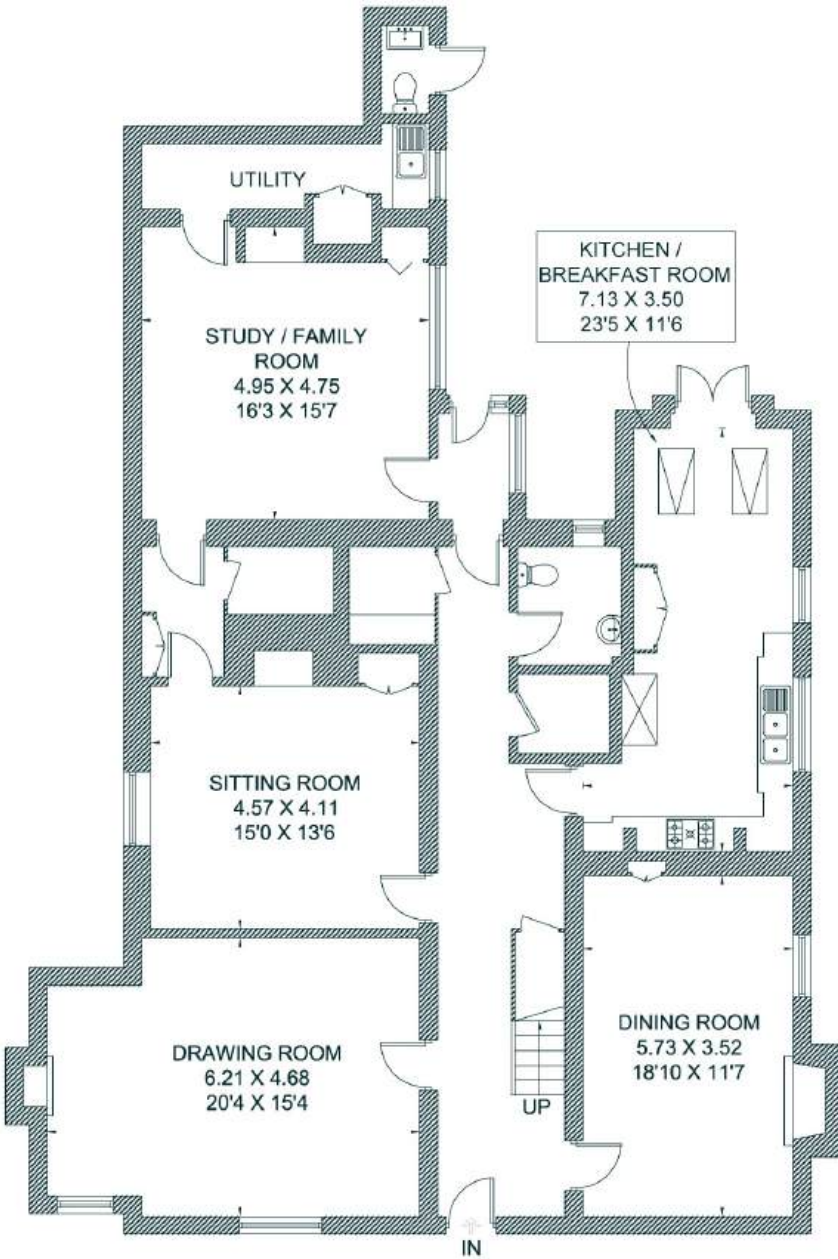 UTILITY
KITCHEN /
BREAKFAST ROOM
7.13 X 3.50
23'5 X 11'6
STUDY / FAMILY
ROOM
4.95 X 4.75
16'3 X 15'7
SITTING ROOM
4.57 X 4.11
15'0 X 13'6
DRAWING ROOM
6.21 X 4.68
20'4 X 15'4
DINING ROOM
5.73 X 3.52
18'10 X 11'7
UP
IN